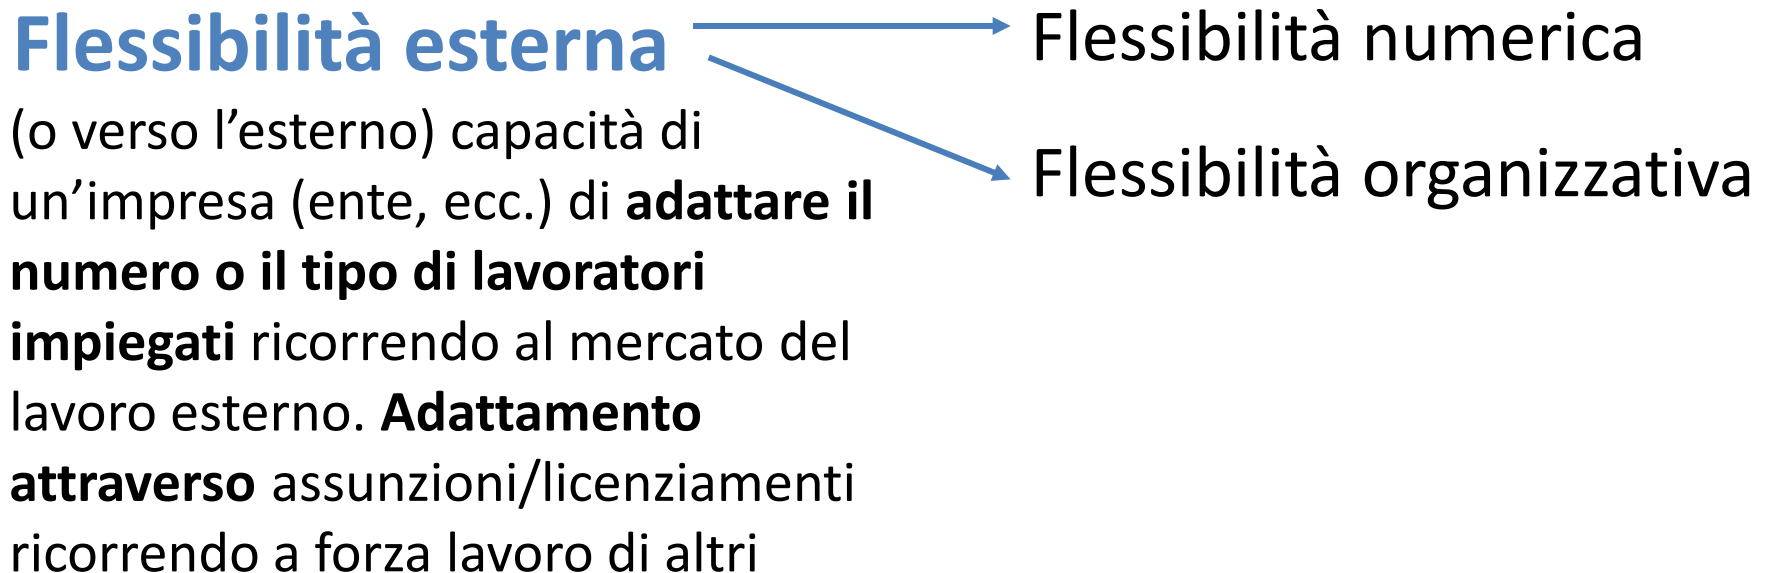 Flessibilità esterna
Flessibilità numerica
Flessibilità organizzativa
(o verso l’esterno) capacità di
un’impresa (ente, ecc.) di adattare il
numero o il tipo di lavoratori
impiegati ricorrendo al mercato del
lavoro esterno. Adattamento
attraverso assunzioni/licenziamenti
ricorrendo a forza lavoro di altri